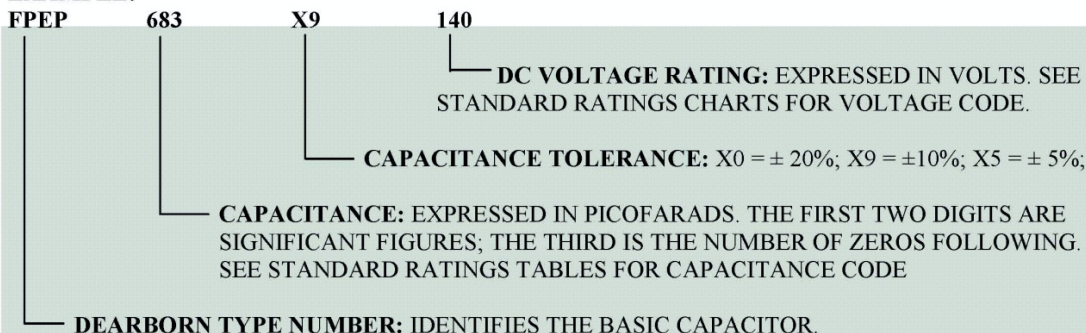 FPEP 683 X9 140
DC VOLTAGE RATING: EXPRESSED IN VOLTS. SEE
STANDARD RATINGS CHARTS FOR VOLTAGE CODE.
CAPACITANCE TOLERANCE: X0 = ± 20%; X9 = ±10%; X5 = ± 5%;
CAPACITANCE: EXPRESSED IN PICOFARADS. THE FIRST TWO DIGITS ARE
SIGNIFICANT FIGURES; THE THIRD IS THE NUMBER OF ZEROS FOLLOWING.
SEE STANDARD RATINGS TABLES FOR CAPACITANCE CODE
DEARBORN TYPE NUMBER: IDENTIFIES THE BASIC CAPACITOR.